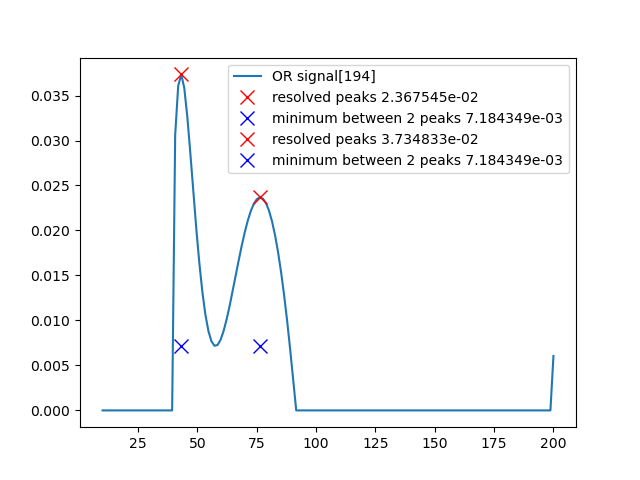 OR signal[194]
resolved peaks 2.367545e-02
minimum between 2 peaks 7.184349e-03
resolved peaks 3.734833e-02
minimum between 2 peaks 7.184349e-03
0.035
0.030
0.025
0.020
0.015
0.010
0.005
0.000
25 50 75 100 125 150 175 200